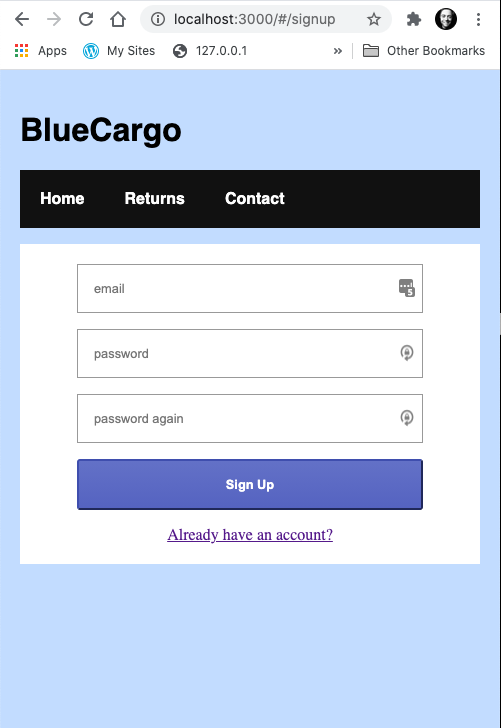 localhost:3000/#/signup
Apps My Sites 127.0.0.1 » Other Bookmarks
BlueCargo
Home Returns Contact
email
5
password
password again
Sign Up
Already have an account?